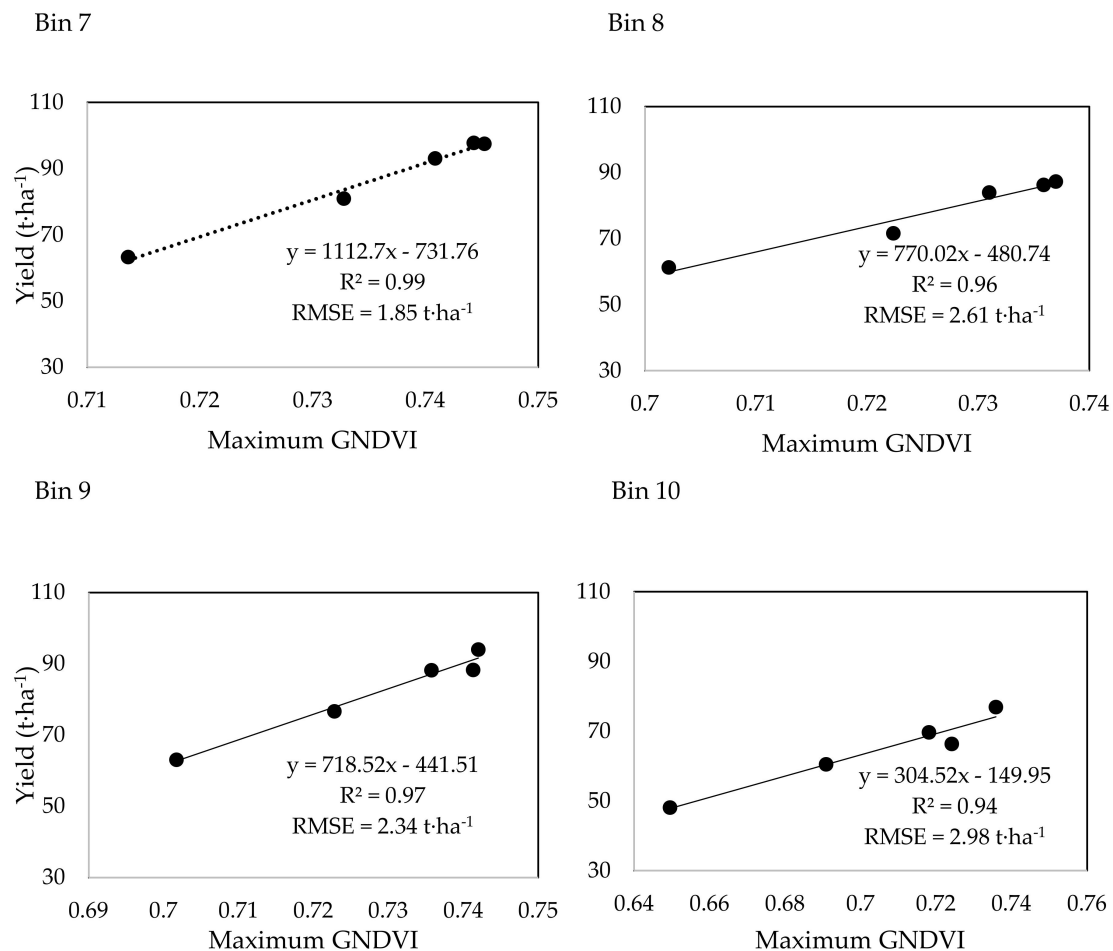 Bin 7
110
90
70
50
30
Yield (t·ha⁻¹)
y = 1112.7x - 731.76
R² = 0.99
RMSE = 1.85 t·ha⁻¹
0.71 0.72 0.73 0.74 0.75
Maximum GNDVI
Bin 8
110
90
70
50
30
y = 770.02x - 480.74
R² = 0.96
RMSE = 2.61 t·ha⁻¹
0.7 0.71 0.72 0.73 0.74
Maximum GNDVI
Bin 9
110
90
70
50
30
Yield (t·ha⁻¹)
y = 718.52x - 441.51
R² = 0.97
RMSE = 2.34 t·ha⁻¹
0.69 0.7 0.71 0.72 0.73 0.74 0.75
Maximum GNDVI
Bin 10
110
90
70
50
30
y = 304.52x - 149.95
R² = 0.94
RMSE = 2.98 t·ha⁻¹
0.64 0.66 0.68 0.7 0.72 0.74 0.76
Maximum GNDVI